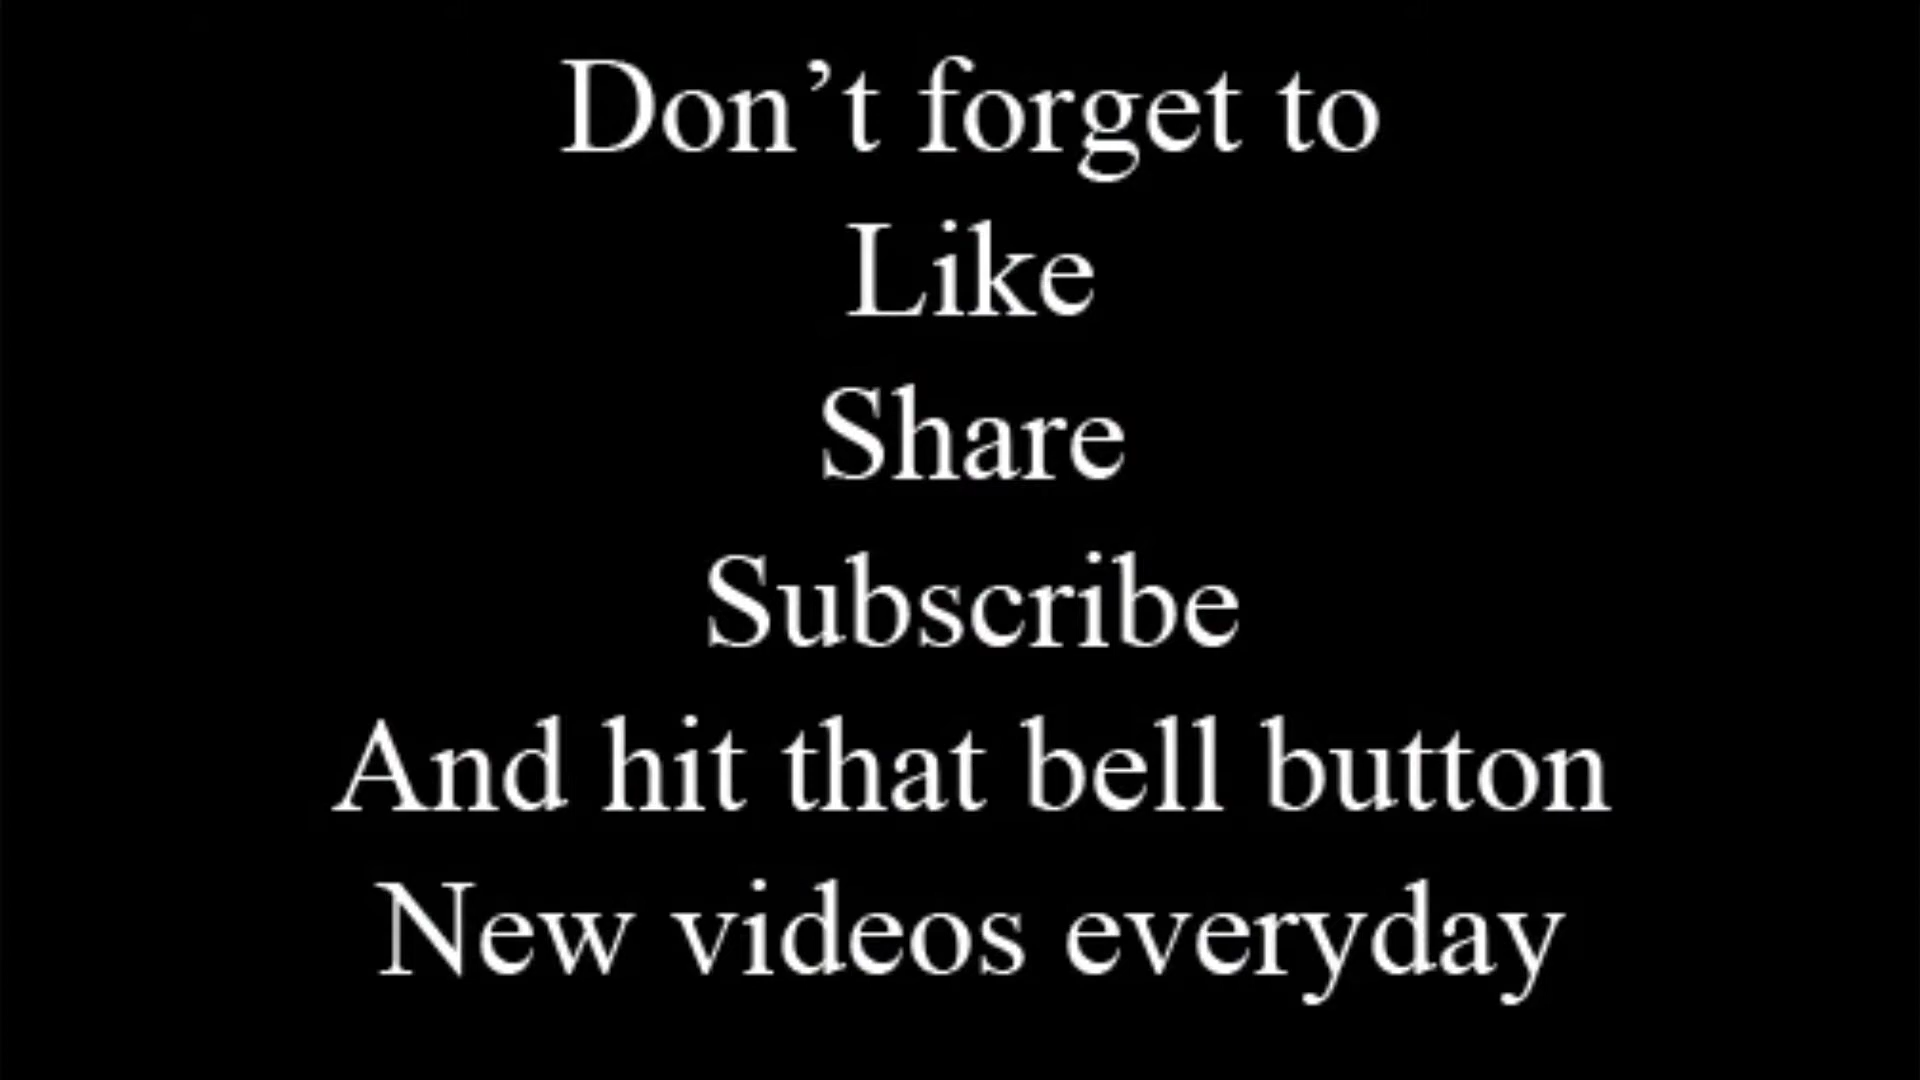 Don’t forget to
Like
Share
Subscribe
And hit that bell button
New videos everyday